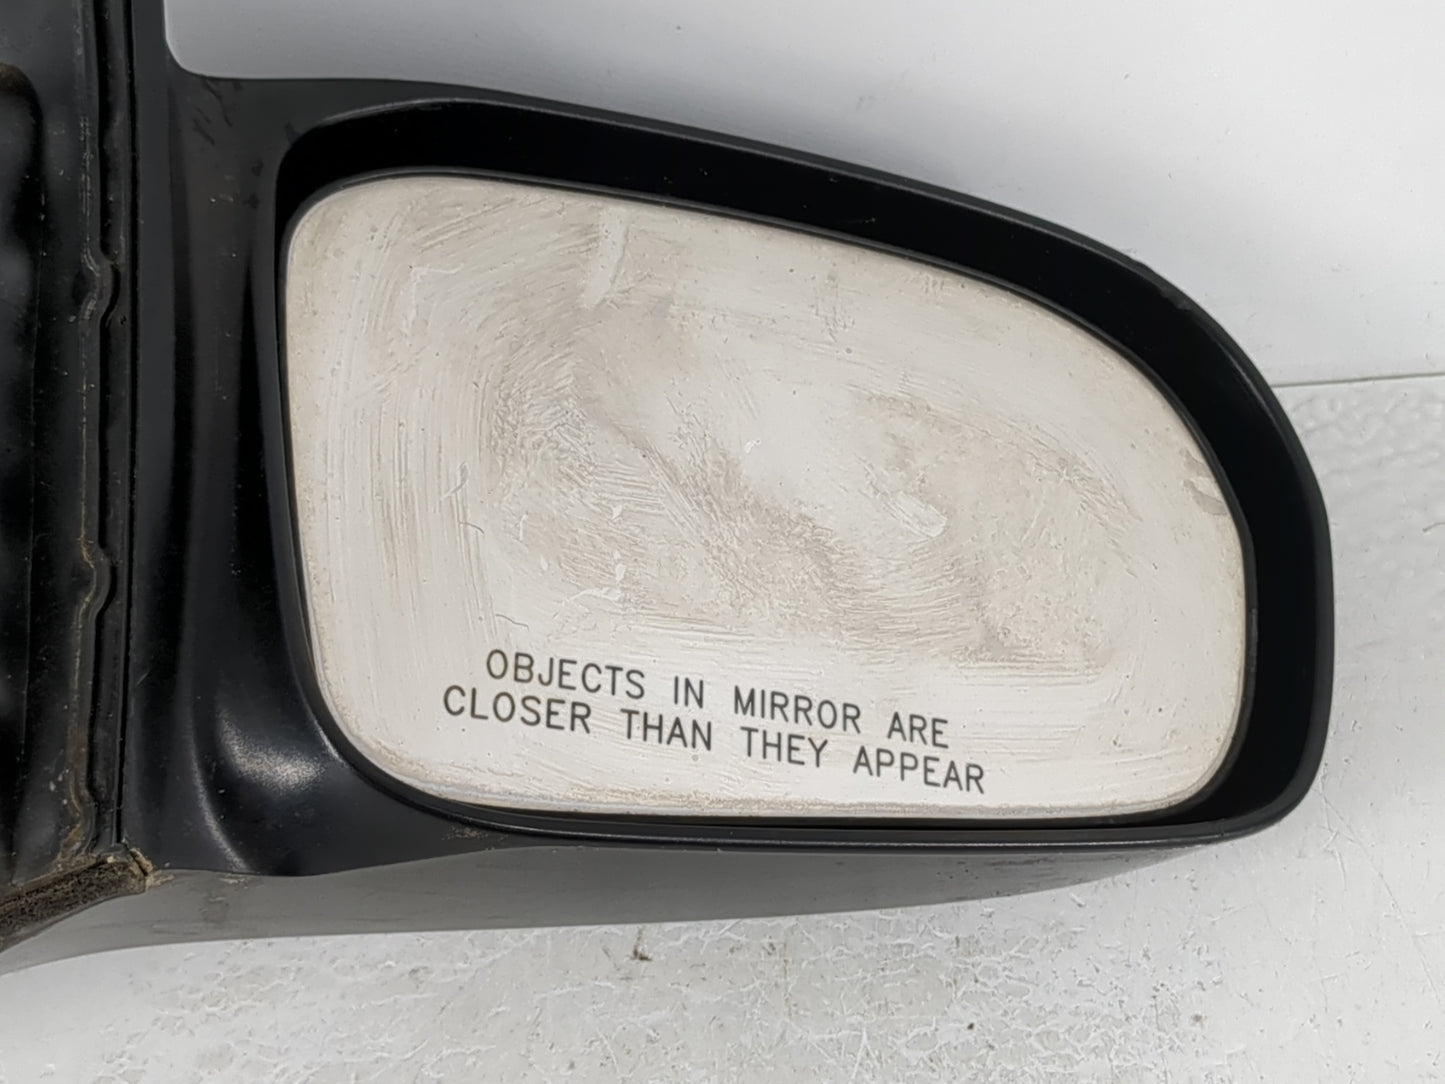 OBJECTS IN MIRROR ARE
CLOSER THAN THEY APPEAR